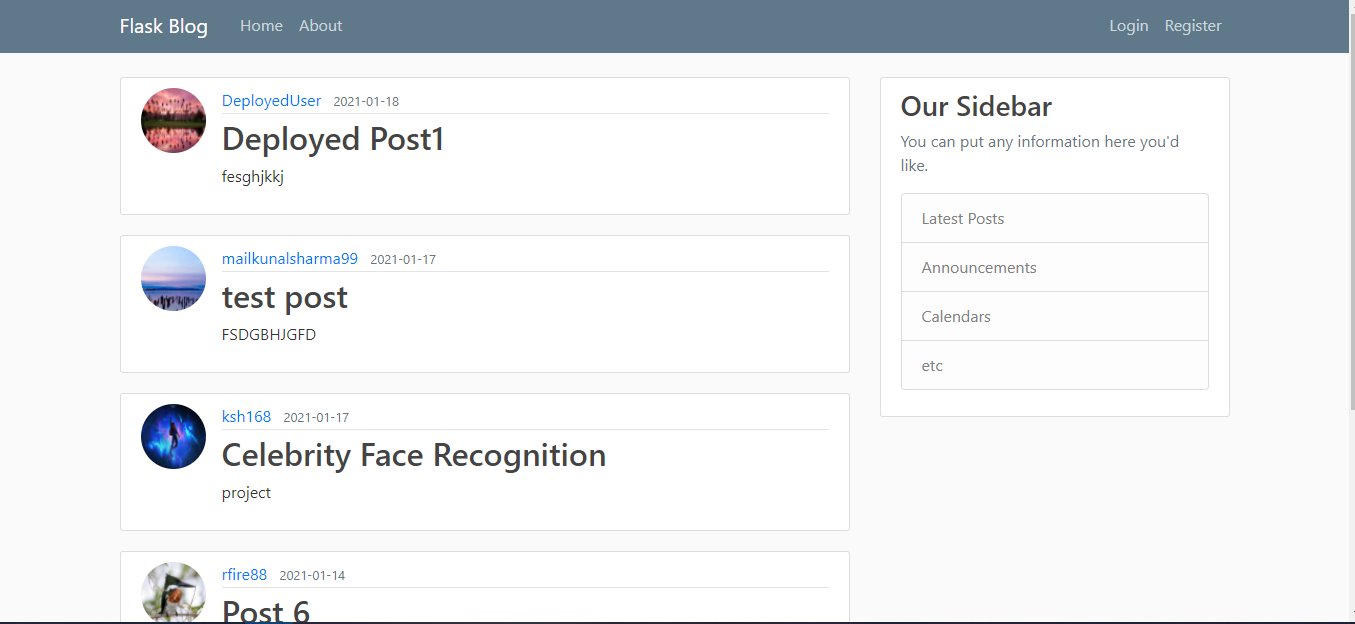 Flask Blog Home About Login Register
DeployedUser 2021-01-18
Deployed Post1
fesghjkkj
mailkunalsharma99 2021-01-17
test post
FSDGBHJGFD
ksh168 2021-01-17
Celebrity Face Recognition
project
rfire88 2021-01-14
Post 6
Our Sidebar
You can put any information here you'd
like.
Latest Posts
Announcements
Calendars
etc